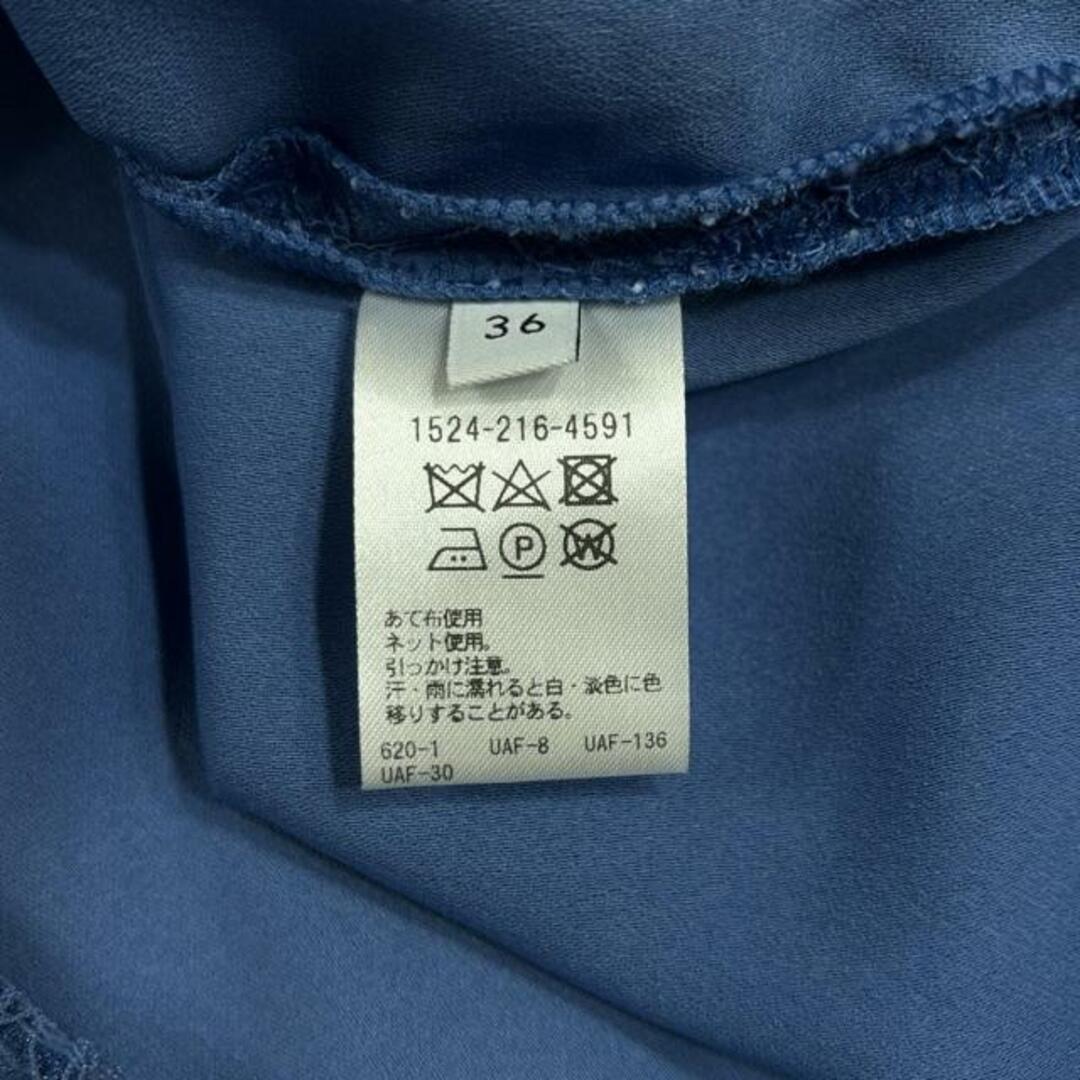 36
1524-216-4591
P
W
あて布使用
ネット使用。
引っかけ注意。
汗・雨に濡れると白・淡色に色
移りすることがある。
620-1 UAF-8 UAF-136
UAF-30